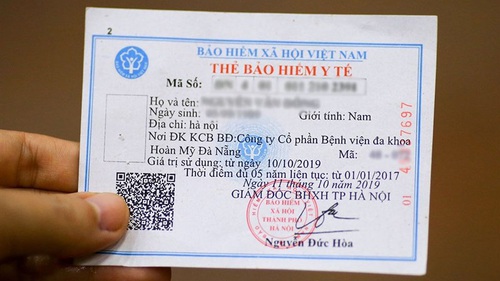 2
BẢO HIỂM XÃ HỘI VIỆT NAM
THẺ BẢO HIỂM Y TẾ
Mã Số:
Họ và tên:
Ngày sinh: Giới tính: Nam
Địa chỉ: hà nội
Nơi ĐK KCB BĐ:Công ty Cổ phần Bệnh viện đa khoa
Hoàn Mỹ Đà Nẵng Mã:
Giá trị sử dụng: từ ngày 10/10/2019
Thời điểm đủ 05 năm liên tục: từ 01/01/2017
Ngày 11 tháng 10 năm 2019
GIÁM ĐỐC BHXH TP HÀ NỘI
BẢO HIỂM
XÃ HỘI
THÀNH PHỐ
HÀ NỘI
Nguyễn Đức Hòa
01 7697